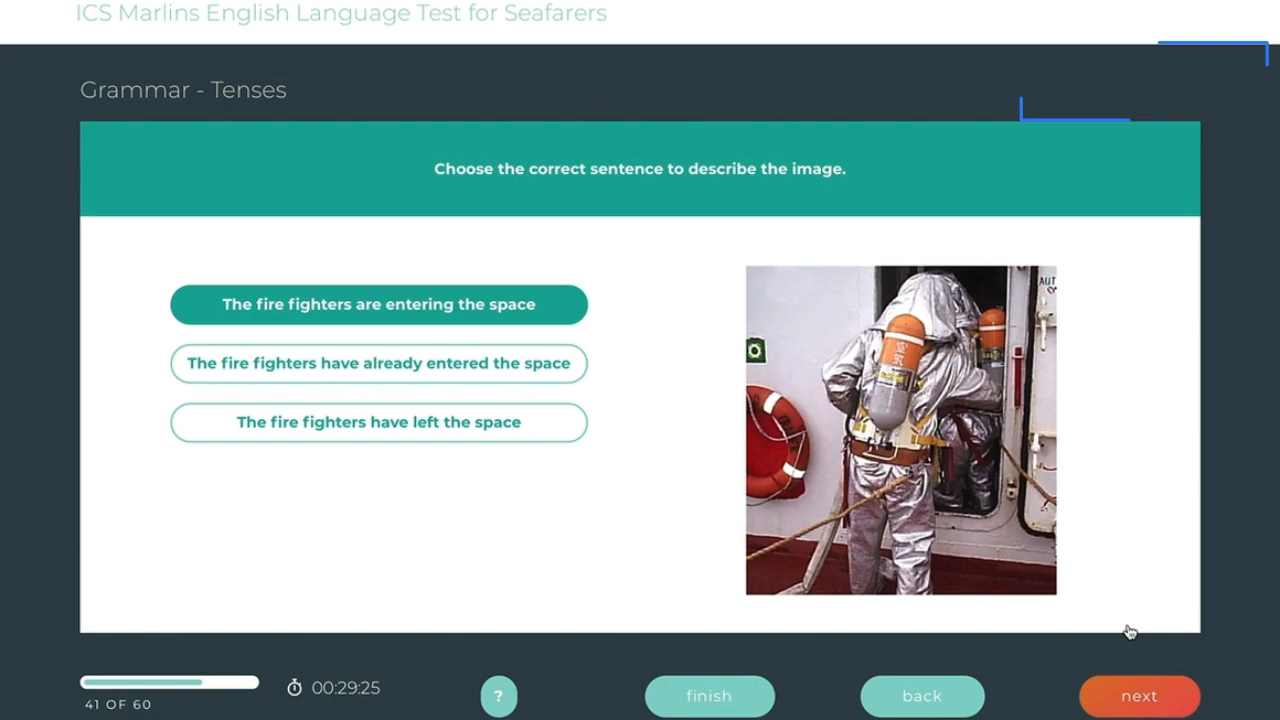 ICS Marlins English Language Test for Seafarers
Grammar - Tenses
Choose the correct sentence to describe the image.
The fire fighters are entering the space
The fire fighters have already entered the space
The fire fighters have left the space
AUT
41 OF 60
00:29:25
?
finish
back
next